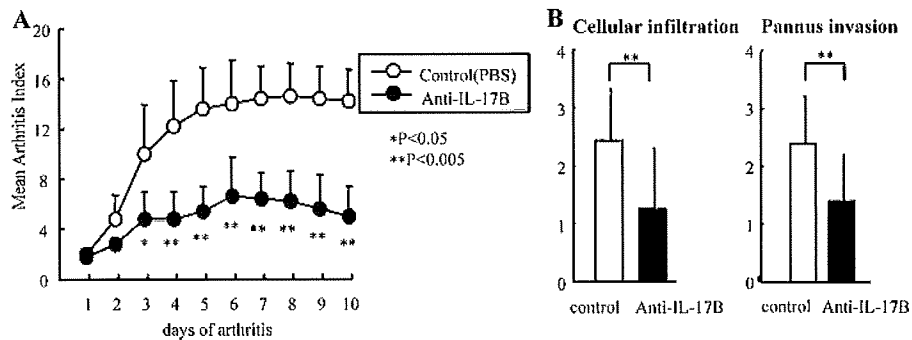 A
20
16
12
8
4
0
Mean Arthritis Index
1 2 3 4 5 6 7 8 9 10
days of arthritis
Control(PBS)
Anti-IL-17B
*P<0.05
**P<0.005
* ** ** ** ** ** ** **
B
Cellular infiltration
4
3
2
1
0
**
control Anti-IL-17B
Pannus invasion
4
3
2
1
0
**
control Anti-IL-17B